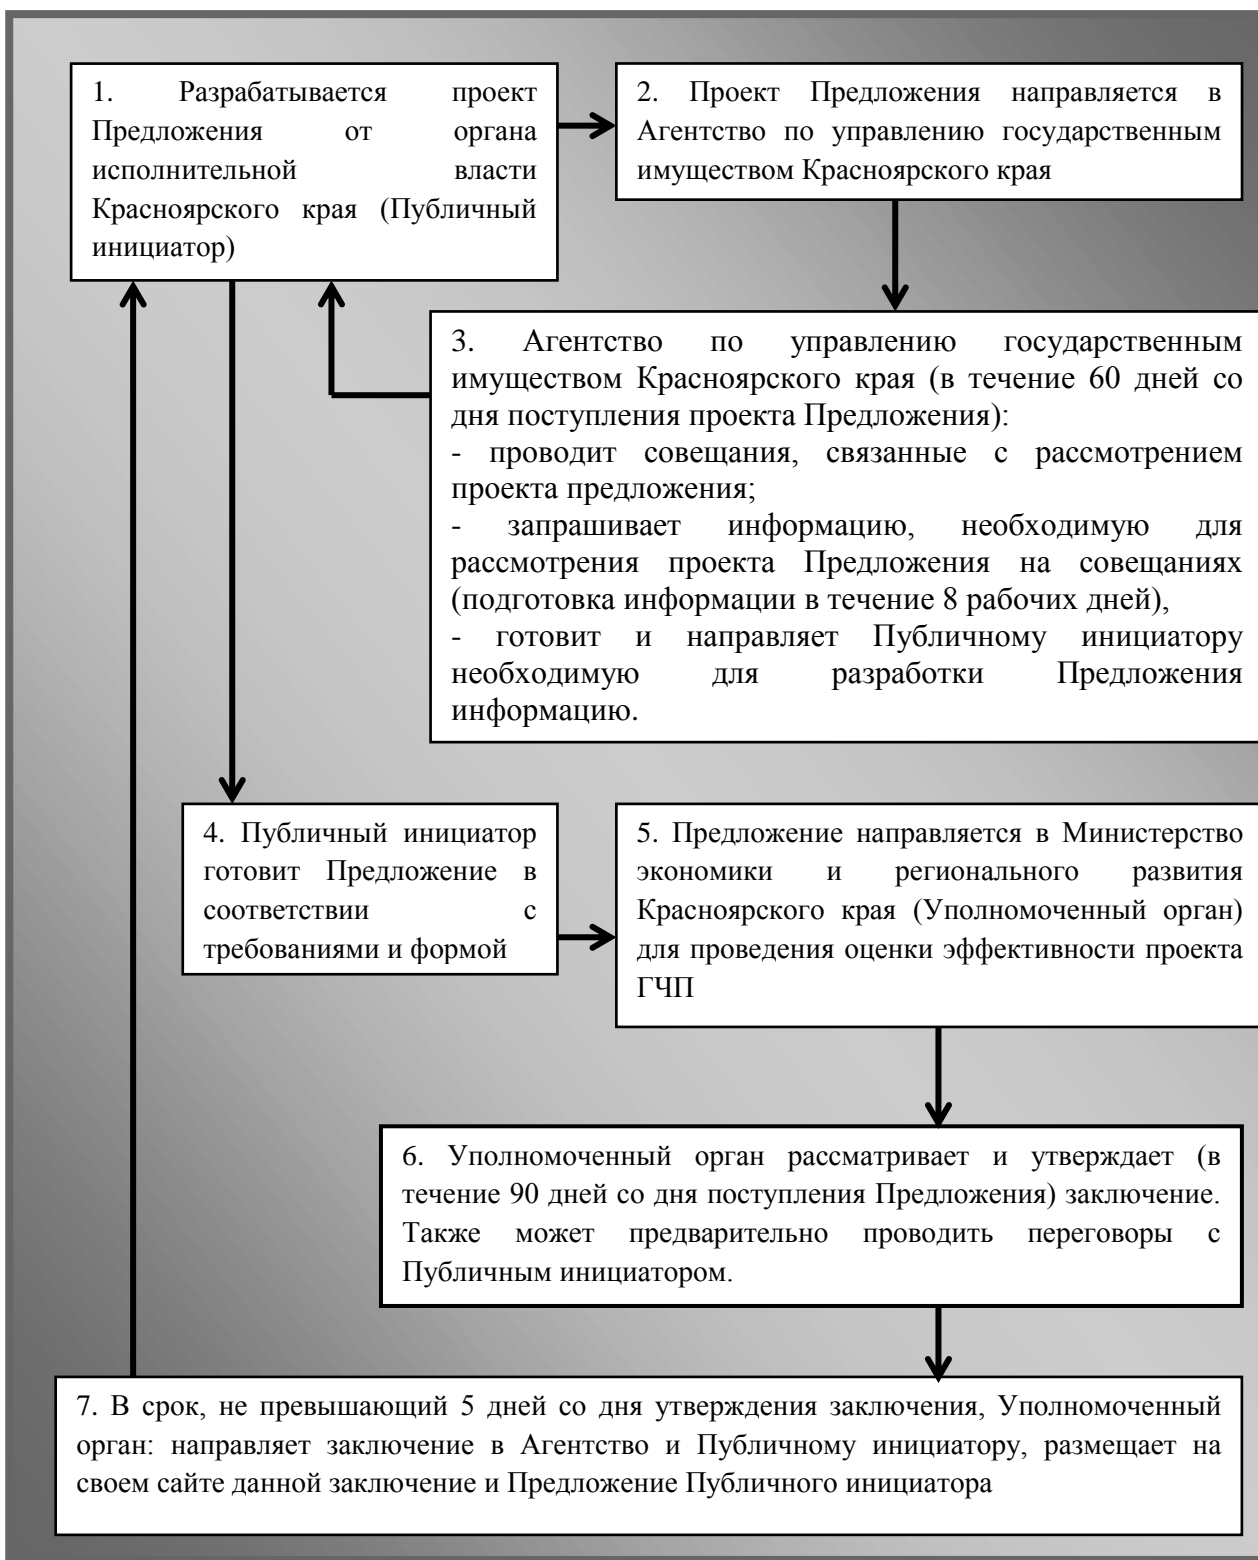 1. Разрабатывается проект
Предложения от органа
исполнительной власти
Красноярского края (Публичный
инициатор)
2. Проект Предложения направляется в
Агентство по управлению государственным
имуществом Красноярского края
3. Агентство по управлению государственным
имуществом Красноярского края (в течение 60 дней со
дня поступления проекта Предложения):
- проводит совещания, связанные с рассмотрением
проекта предложения;
- запрашивает информацию, необходимую для
рассмотрения проекта Предложения на совещаниях
(подготовка информации в течение 8 рабочих дней),
- готовит и направляет Публичному инициатору
необходимую для разработки Предложения
информацию.
4. Публичный инициатор
готовит Предложение в
соответствии с
требованиями и формой
5. Предложение направляется в Министерство
экономики и регионального развития
Красноярского края (Уполномоченный орган)
для проведения оценки эффективности проекта
ГЧП
6. Уполномоченный орган рассматривает и утверждает (в
течение 90 дней со дня поступления Предложения) заключение.
Также может предварительно проводить переговоры с
Публичным инициатором.
7. В срок, не превышающий 5 дней со дня утверждения заключения, Уполномоченный
орган: направляет заключение в Агентство и Публичному инициатору, размещает на
своем сайте данной заключение и Предложение Публичного инициатора